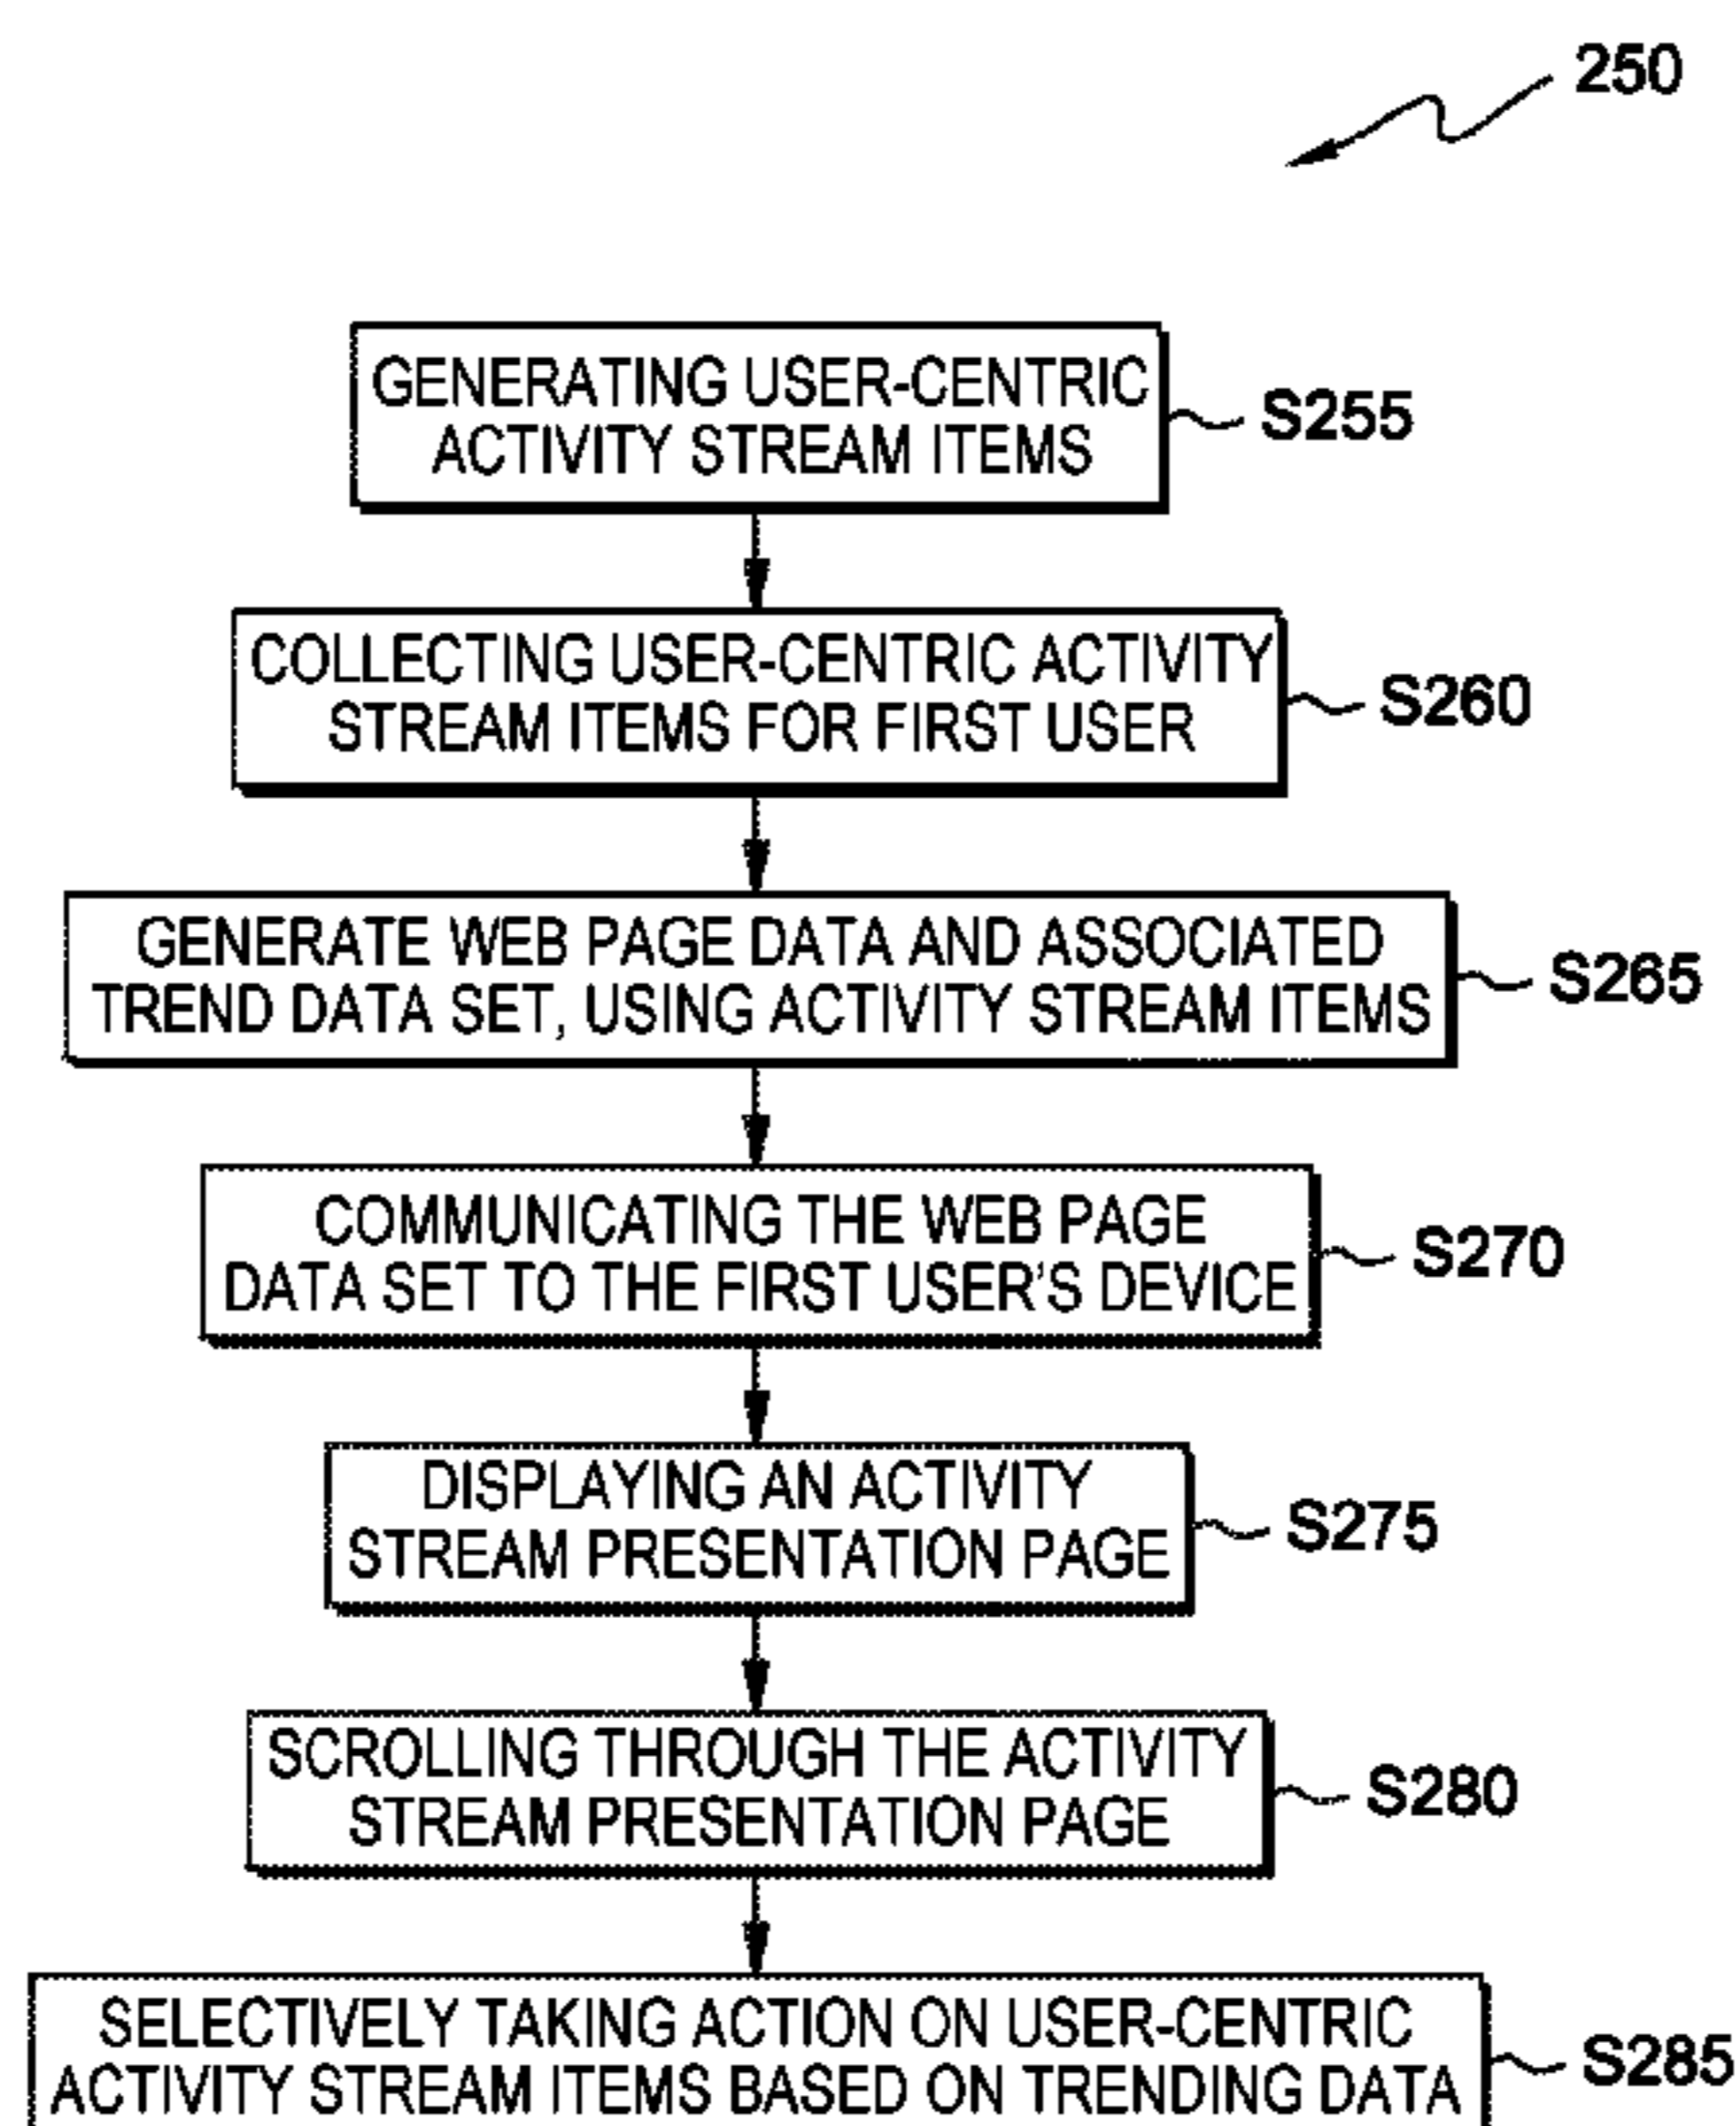 250
GENERATING USER-CENTRIC
ACTIVITY STREAM ITEMS
S255
COLLECTING USER-CENTRIC ACTIVITY
STREAM ITEMS FOR FIRST USER
S260
GENERATE WEB PAGE DATA AND ASSOCIATED
TREND DATA SET, USING ACTIVITY STREAM ITEMS
S265
COMMUNICATING THE WEB PAGE
DATA SET TO THE FIRST USER'S DEVICE
S270
DISPLAYING AN ACTIVITY
STREAM PRESENTATION PAGE
S275
SCROLLING THROUGH THE ACTIVITY
STREAM PRESENTATION PAGE
S280
SELECTIVELY TAKING ACTION ON USER-CENTRIC
ACTIVITY STREAM ITEMS BASED ON TRENDING DATA
S285